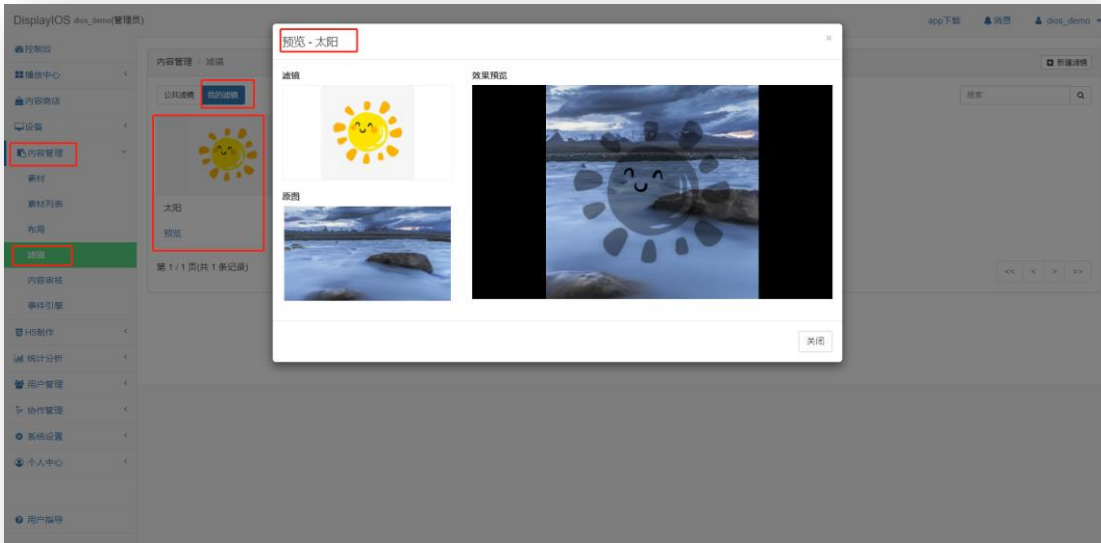 DisplayIOS dios_demo(管理员)
app下载
消息
dios_demo
控制台
播放中心
内容商店
设备
内容管理
素材
素材列表
布局
滤镜
内容审核
事件引擎
H5制作
统计分析
用户管理
协作管理
系统设置
个人中心
用户指导
内容管理 / 滤镜
新建滤镜
公共滤镜
我的滤镜
搜索
太阳
预览
第 1 / 1 页(共 1 条记录)
<< < > >>
预览 - 太阳
×
滤镜
效果预览
原图
关闭